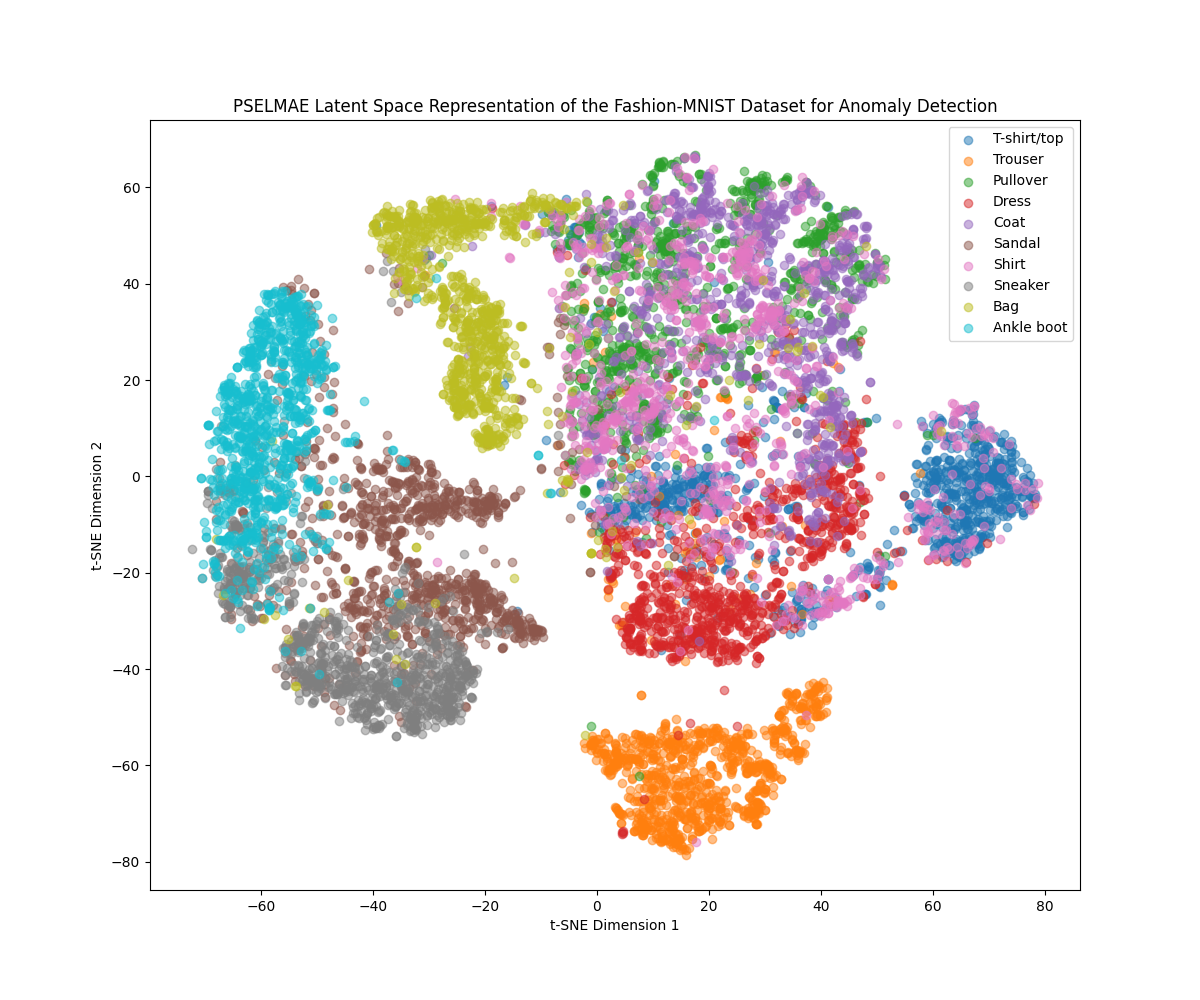 PSELMAE Latent Space Representation of the Fashion-MNIST Dataset for Anomaly Detection
T-shirt/top
Trouser
Pullover
Dress
Coat
Sandal
Shirt
Sneaker
Bag
Ankle boot
60
40
20
0
−20
−40
−60
−80
t-SNE Dimension 2
−60 −40 −20 0 20 40 60 80
t-SNE Dimension 1